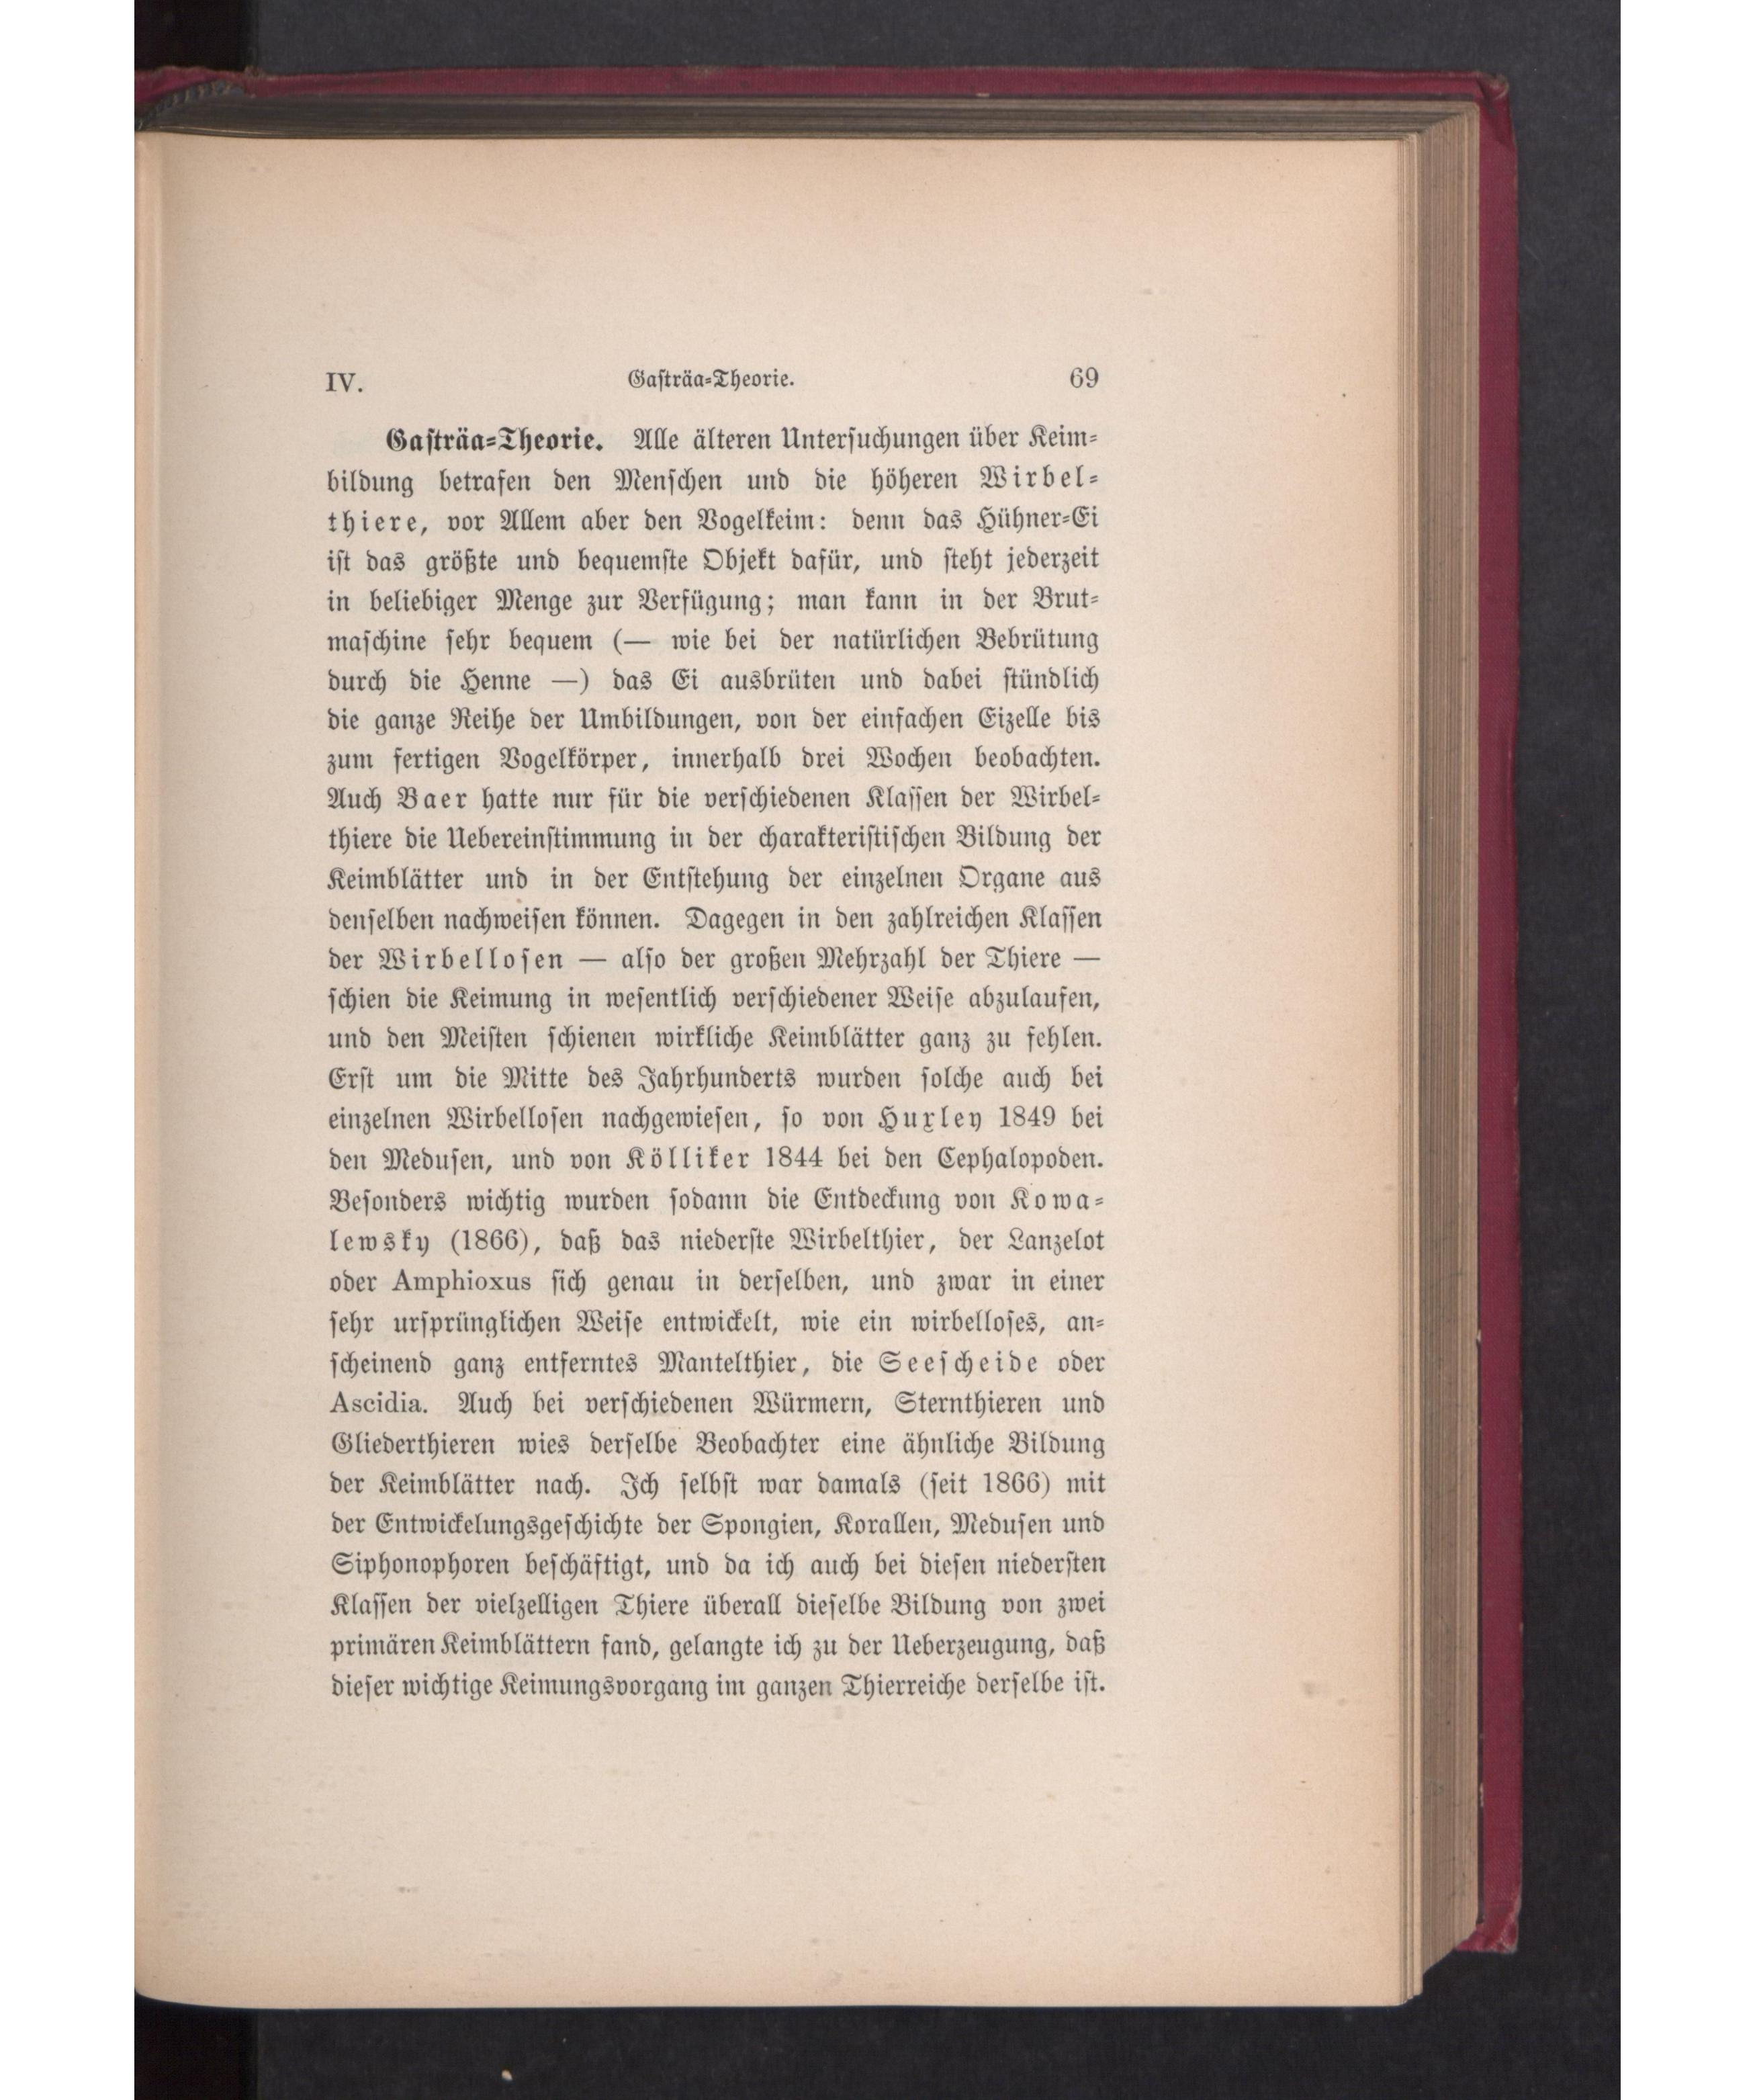 IV. Gasträa-Theorie. 69
Gasträa-Theorie. Alle älteren Untersuchungen über Keim-
bildung betrafen den Menschen und die höheren Wirbel-
thiere, vor Allem aber den Vogelkeim: denn das Hühner-Ei
ist das größte und bequemste Objekt dafür, und steht jederzeit
in beliebiger Menge zur Verfügung; man kann in der Brut-
maschine sehr bequem (— wie bei der natürlichen Bebrütung
durch die Henne —) das Ei ausbrüten und dabei stündlich
die ganze Reihe der Umbildungen, von der einfachen Eizelle bis
zum fertigen Vogelkörper, innerhalb drei Wochen beobachten.
Auch Baer hatte nur für die verschiedenen Klassen der Wirbel-
thiere die Uebereinstimmung in der charakteristischen Bildung der
Keimblätter und in der Entstehung der einzelnen Organe aus
denselben nachweisen können. Dagegen in den zahlreichen Klassen
der Wirbellosen — also der großen Mehrzahl der Thiere —
schien die Keimung in wesentlich verschiedener Weise abzulaufen,
und den Meisten schienen wirkliche Keimblätter ganz zu fehlen.
Erst um die Mitte des Jahrhunderts wurden solche auch bei
einzelnen Wirbellosen nachgewiesen, so von Huxley 1849 bei
den Medusen, und von Kölliker 1844 bei den Cephalopoden.
Besonders wichtig wurden sodann die Entdeckung von Kowa-
lewsky (1866), daß das niederste Wirbelthier, der Lanzelot
oder Amphioxus sich genau in derselben, und zwar in einer
sehr ursprünglichen Weise entwickelt, wie ein wirbelloses, an-
scheinend ganz entferntes Mantelthier, die Seescheide oder
Ascidia. Auch bei verschiedenen Würmern, Sternthieren und
Gliederthieren wies derselbe Beobachter eine ähnliche Bildung
der Keimblätter nach. Ich selbst war damals (seit 1866) mit
der Entwickelungsgeschichte der Spongien, Korallen, Medusen und
Siphonophoren beschäftigt, und da ich auch bei diesen niedersten
Klassen der vielzelligen Thiere überall dieselbe Bildung von zwei
primären Keimblättern fand, gelangte ich zu der Ueberzeugung, daß
dieser wichtige Keimungsvorgang im ganzen Thierreiche derselbe ist.